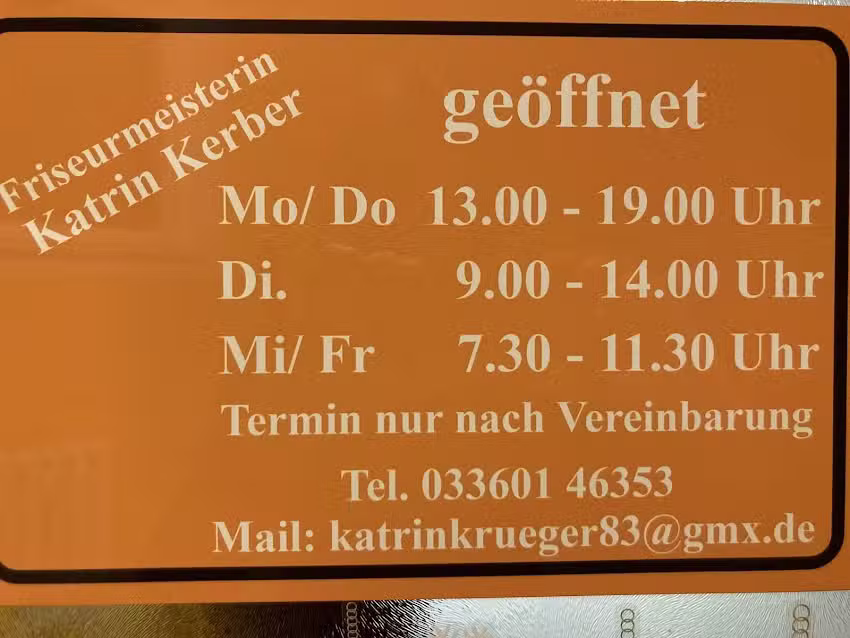 Friseurmeisterin
Katrin Kerber
geöffnet
Mo/ Do 13.00 - 19.00 Uhr
Di. 9.00 - 14.00 Uhr
Mi/ Fr 7.30 - 11.30 Uhr
Termin nur nach Vereinbarung
Tel. 033601 46353
Mail: katrinkrueger83@gmx.de